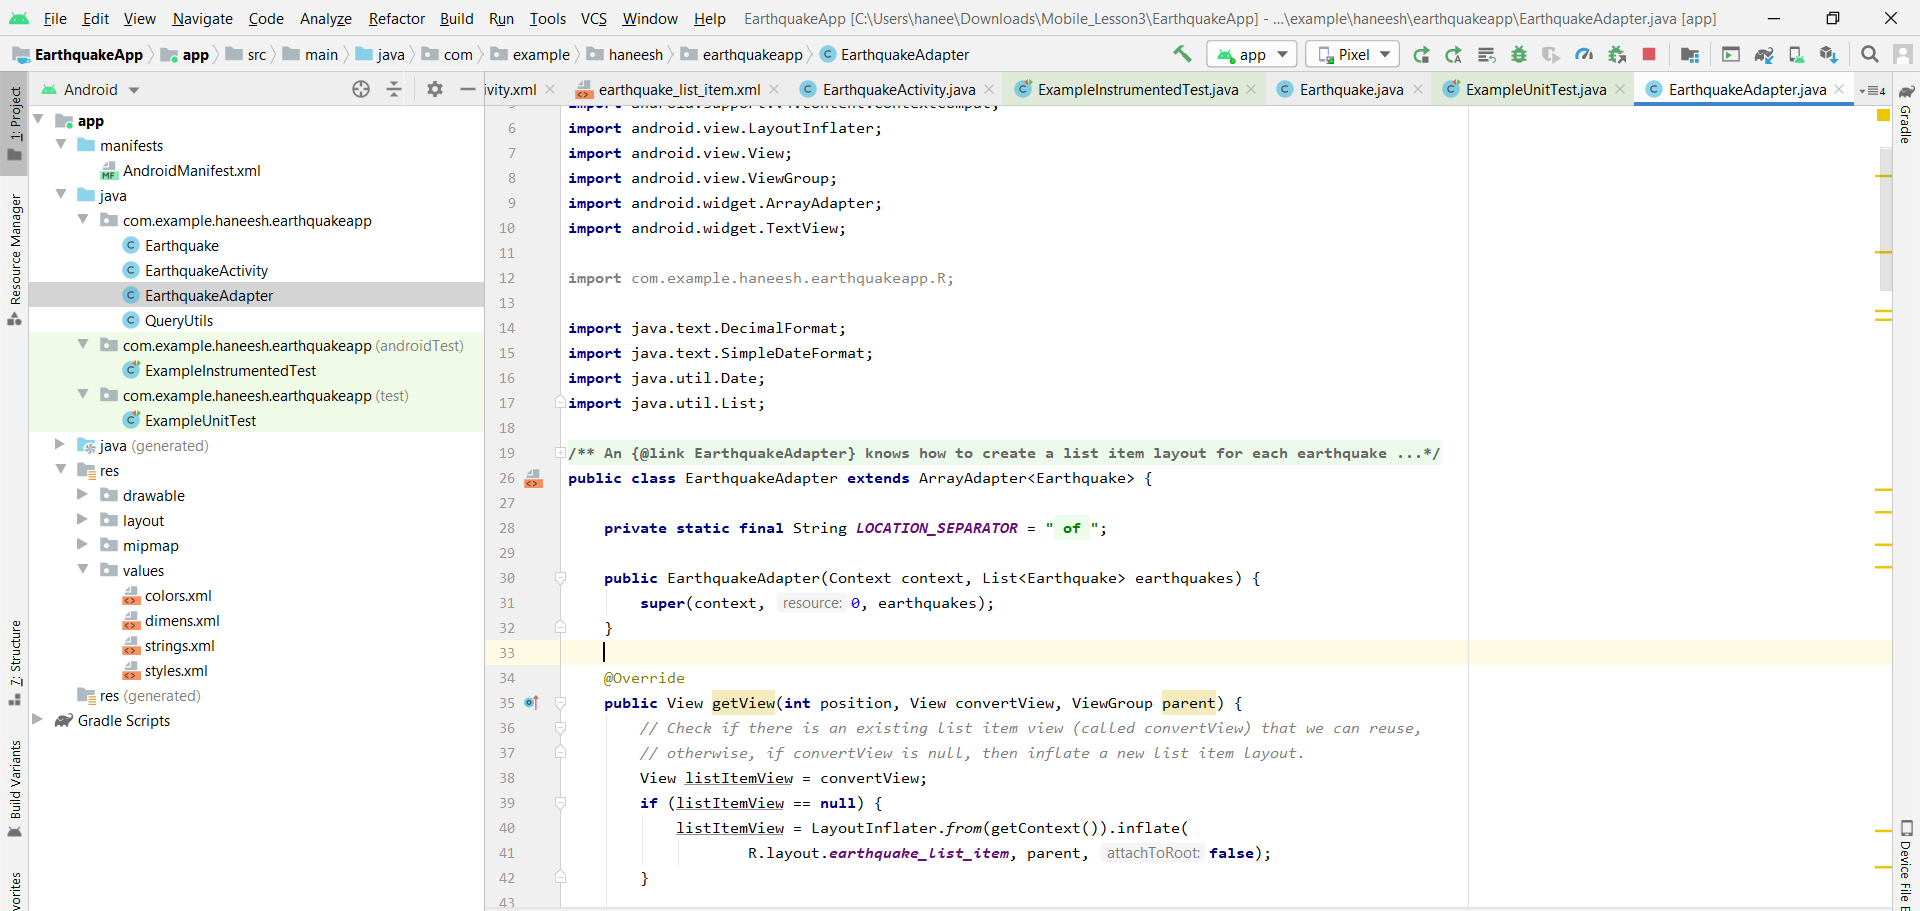 File Edit View Navigate Code Analyze Refactor Build Run Tools VCS Window Help EarthquakeApp [C:\Users\hanee\Downloads\Mobile_Lesson3\EarthquakeApp] - ...\example\haneesh\earthquakeapp\EarthquakeAdapter.java [app]
EarthquakeApp app src main java com example haneesh earthquakeapp EarthquakeAdapter app Pixel
Android ivity.xml earthquake_list_item.xml EarthquakeActivity.java ExampleInstrumentedTest.java Earthquake.java ExampleUnitTest.java EarthquakeAdapter.java 4
1: Project
Resource Manager
7: Structure
Build Variants
vorites
app
manifests
AndroidManifest.xml
java
com.example.haneesh.earthquakeapp
Earthquake
EarthquakeActivity
EarthquakeAdapter
QueryUtils
com.example.haneesh.earthquakeapp (androidTest)
ExampleInstrumentedTest
com.example.haneesh.earthquakeapp (test)
ExampleUnitTest
java (generated)
res
drawable
layout
mipmap
values
colors.xml
dimens.xml
strings.xml
styles.xml
res (generated)
Gradle Scripts
6 import android.view.LayoutInflater;
7 import android.view.View;
8 import android.view.ViewGroup;
9 import android.widget.ArrayAdapter;
10 import android.widget.TextView;
11
12 import com.example.haneesh.earthquakeapp.R;
13
14 import java.text.DecimalFormat;
15 import java.text.SimpleDateFormat;
16 import java.util.Date;
17 import java.util.List;
18
19 /** An {@link EarthquakeAdapter} knows how to create a list item layout for each earthquake ...*/
26 public class EarthquakeAdapter extends ArrayAdapter<Earthquake> {
27
28 private static final String LOCATION_SEPARATOR = " of ";
29
30 public EarthquakeAdapter(Context context, List<Earthquake> earthquakes) {
31 super(context, resource: 0, earthquakes);
32 }
33
34 @Override
35 public View getView(int position, View convertView, ViewGroup parent) {
36 // Check if there is an existing list item view (called convertView) that we can reuse,
37 // otherwise, if convertView is null, then inflate a new list item layout.
38 View listItemView = convertView;
39 if (listItemView == null) {
40 listItemView = LayoutInflater.from(getContext()).inflate(
41 R.layout.earthquake_list_item, parent, attachToRoot: false);
42 }
43
Gradle
Device File E